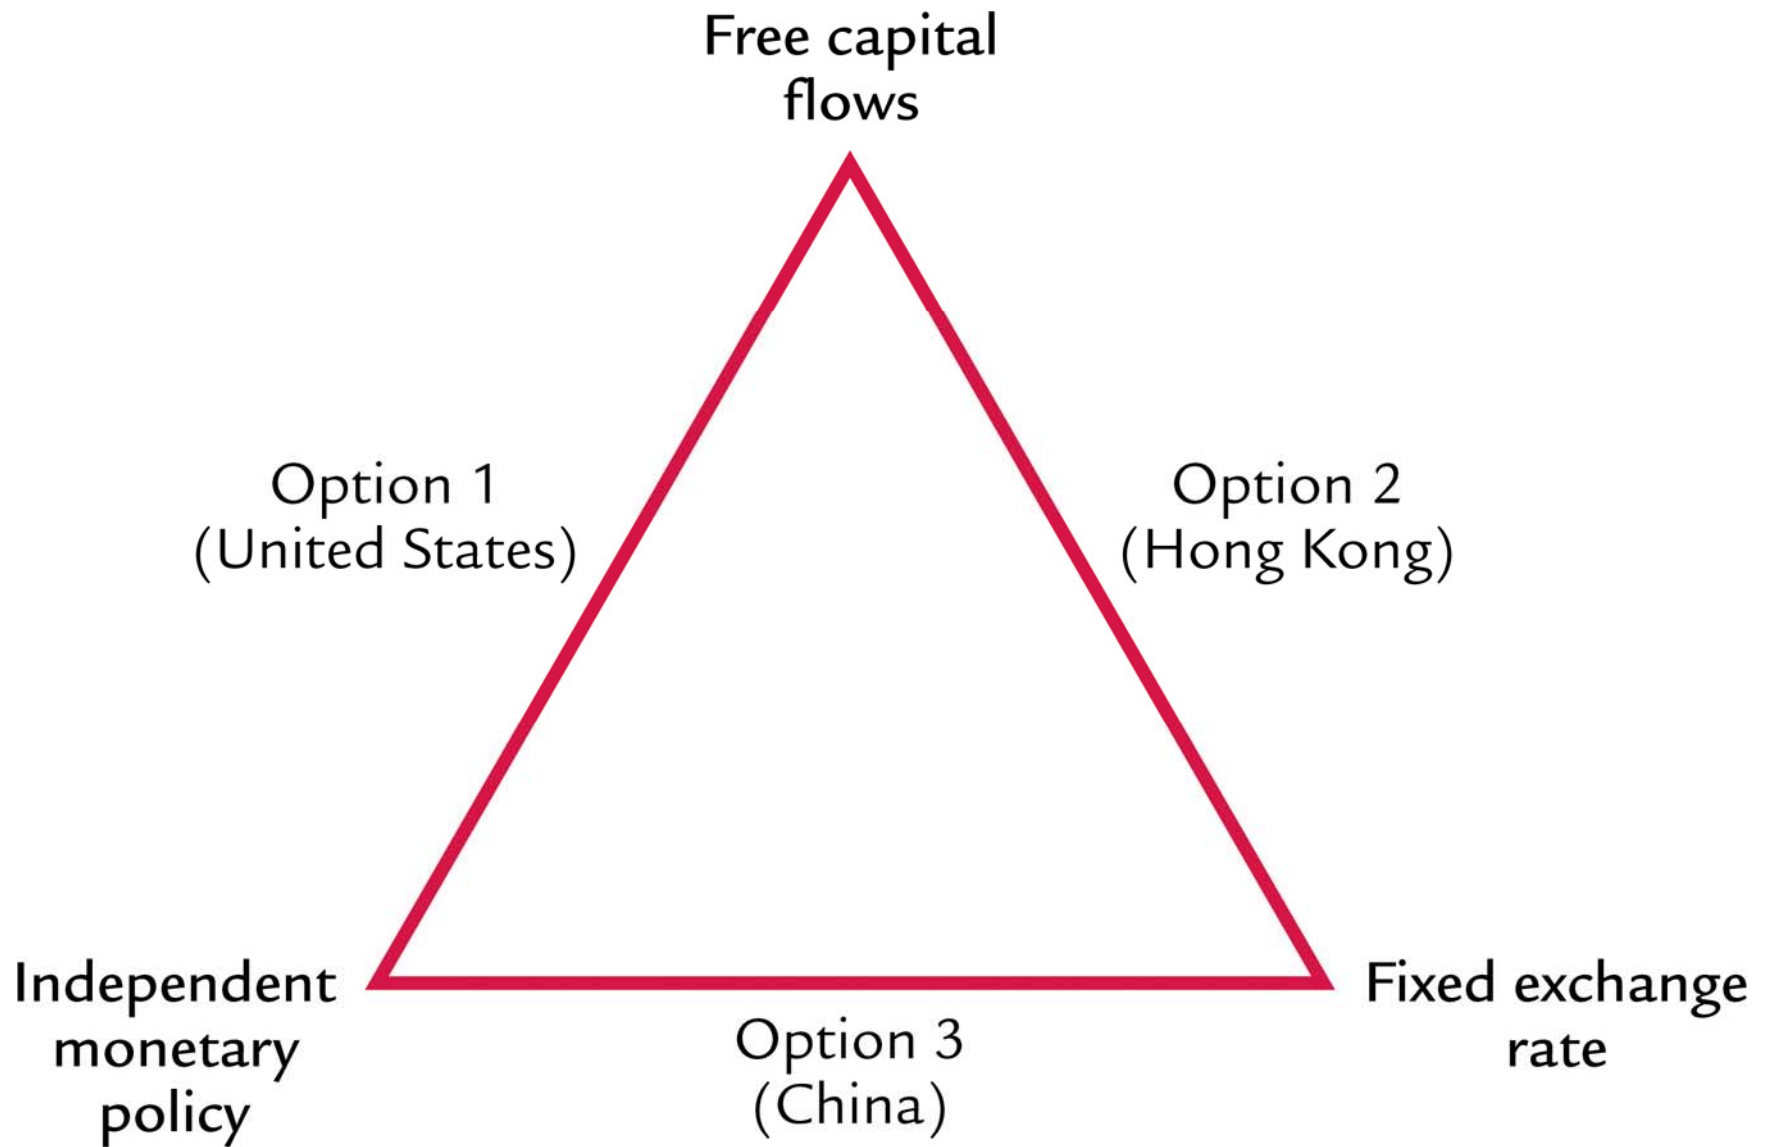 Free capital
flows
Option 1
(United States)
Option 2
(Hong Kong)
Independent
monetary
policy
Option 3
(China)
Fixed exchange
rate